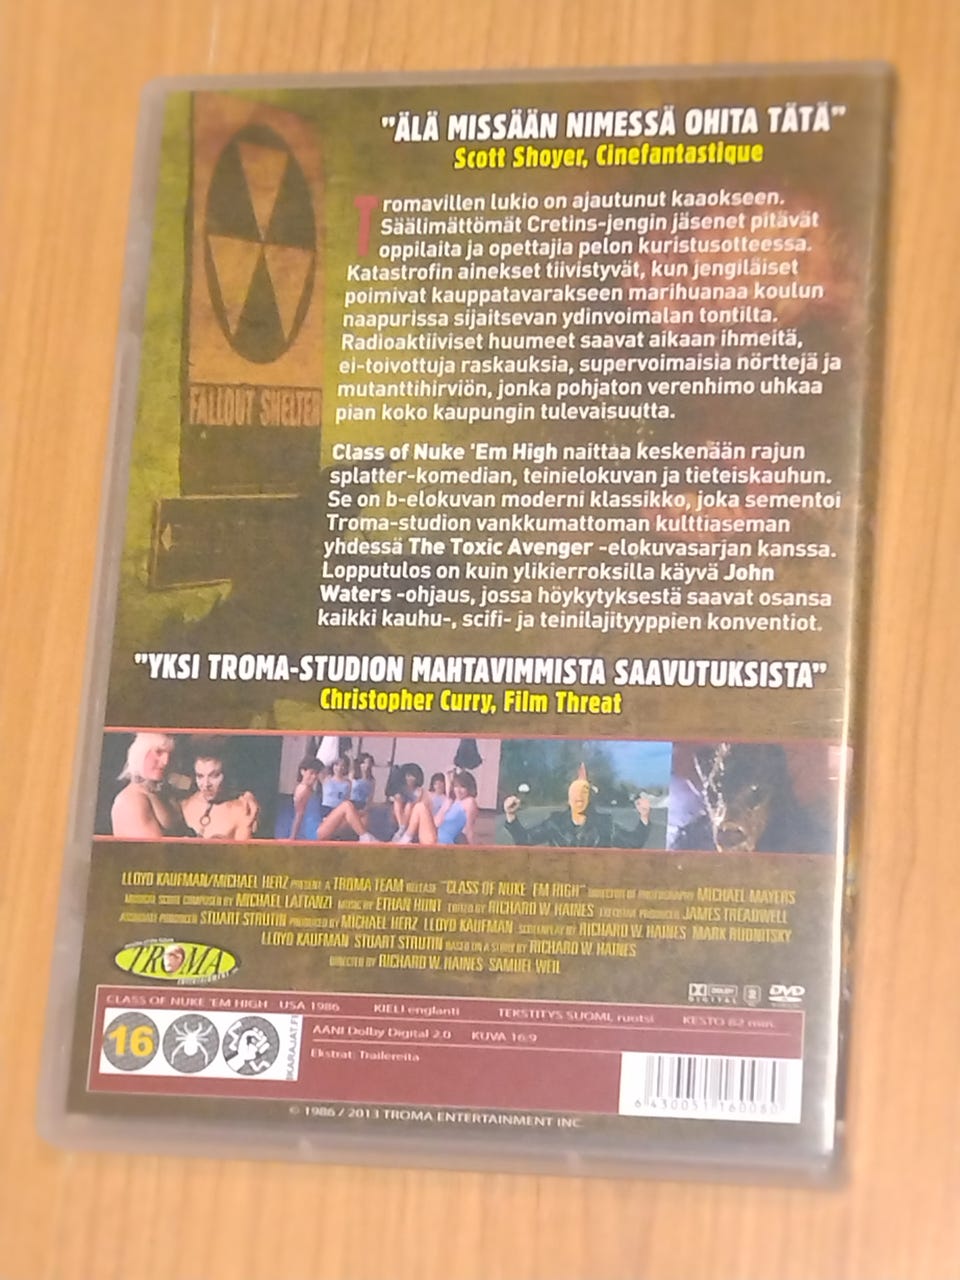 FALLOUT SHELTER
"ÄLÄ MISSÄÄN NIMESSÄ OHITA TÄTÄ"
Scott Shoyer, Cinefantastique
Tromavillen lukio on ajautunut kaaokseen.
Säälimättömät Cretins-jengin jäsenet pitävät
oppilaita ja opettajia pelon kuristusotteessa.
Katastrofin ainekset tiivistyvät, kun jengiläiset
poimivat kauppatavarakseen marihuanaa koulun
naapurissa sijaitsevan ydinvoimalan tontilta.
Radioaktiiviset huumeet saavat aikaan ihmeitä,
ei-toivottuja raskauksia, supervoimaisia nörttejä ja
mutanttihirviön, jonka pohjaton verenhimo uhkaa
pian koko kaupungin tulevaisuutta.
Class of Nuke 'Em High naittaa keskenään rajun
splatter-komedian, teinielokuvan ja tieteiskauhun.
Se on b-elokuvan moderni klassikko, joka sementoi
Troma-studion vankkumattoman kulttiaseman
yhdessä The Toxic Avenger -elokuvasarjan kanssa.
Lopputulos on kuin ylikierroksilla käyvä John
Waters -ohjaus, jossa höykytyksestä saavat osansa
kaikki kauhu-, scifi- ja teinilajityyppien konventiot.
"YKSI TROMA-STUDION MAHTAVIMMISTA SAAVUTUKSISTA"
Christopher Curry, Film Threat
LLOYD KAUFMAN/MICHAEL HERZ PRESENT A TROMA TEAM RELEASE "CLASS OF NUKE 'EM HIGH" DIRECTOR OF PHOTOGRAPHY MICHAEL MAYERS
MUSICAL SCORE COMPOSED BY MICHAEL LATTANZI MUSIC BY ETHAN HURT EDITED BY RICHARD W. HAINES EXECUTIVE PRODUCER JAMES TREADWELL
ASSOCIATE PRODUCER STUART STRUTIN PRODUCED BY MICHAEL HERZ LLOYD KAUFMAN SCREENPLAY BY RICHARD W. HAINES MARK RUDNITSKY
LLOYD KAUFMAN STUART STRUTIN BASED ON A STORY BY RICHARD W. HAINES
DIRECTED BY RICHARD W. HAINES SAMUEL WEIL
TROMA
DOLBY
DIGITAL
2
DVD
CLASS OF NUKE 'EM HIGH USA 1986 KIELI englanti TEKSTITYS SUOMI, ruotsi KESTO 82 min.
16
IKARAJAT.FI
ÄÄNI Dolby Digital 2.0 KUVA 16:9
Ekstrat: Trailereita
6 430051 160080
© 1986 / 2013 TROMA ENTERTAINMENT INC.